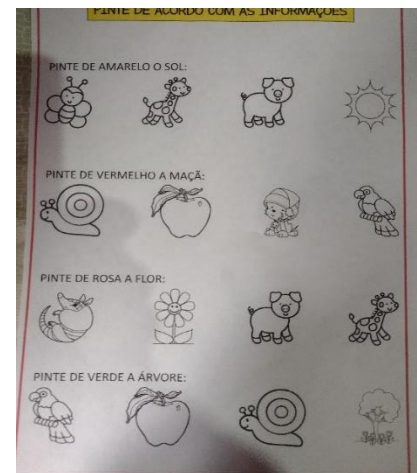 PINTE DE ACORDO COM AS INFORMAÇÕES
PINTE DE AMARELO O SOL:
PINTE DE VERMELHO A MAÇÃ:
PINTE DE ROSA A FLOR:
PINTE DE VERDE A ÁRVORE: